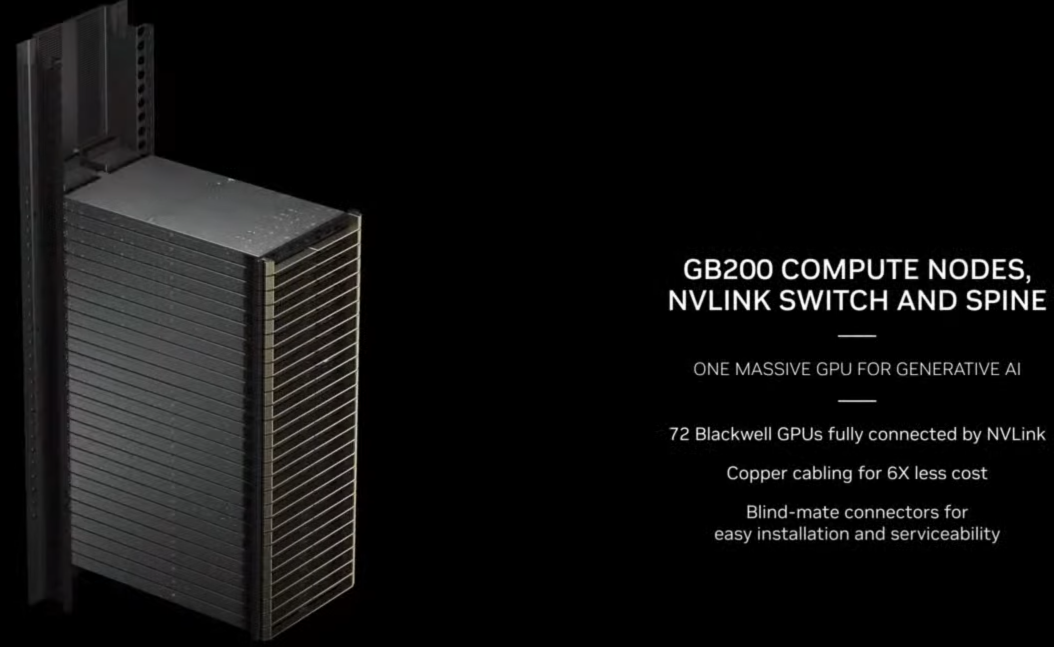 GB200 COMPUTE NODES,
NVLINK SWITCH AND SPINE
ONE MASSIVE GPU FOR GENERATIVE AI
72 Blackwell GPUs fully connected by NVLink
Copper cabling for 6X less cost
Blind-mate connectors for
easy installation and serviceability